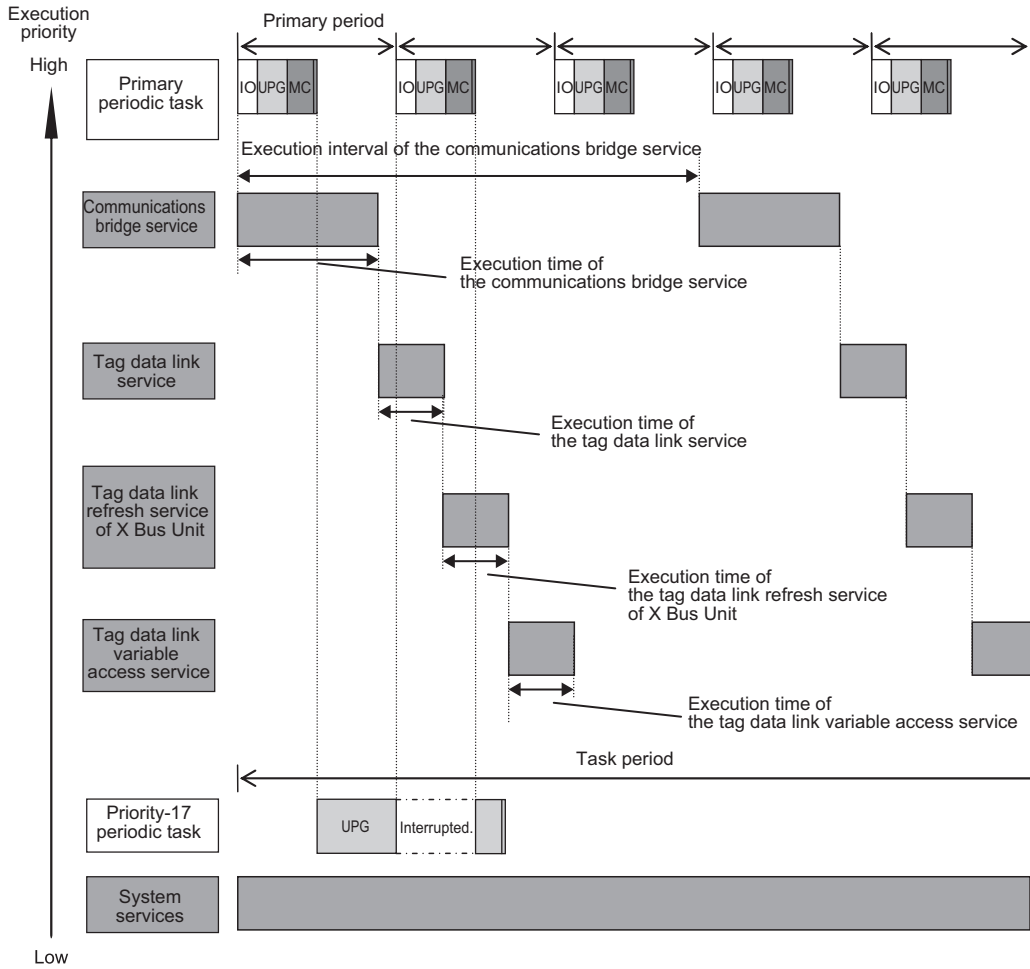 Execution
priority
High
Primary period
Primary
periodic task
IO UPG MC
IO UPG MC
IO UPG MC
IO UPG MC
IO UPG MC
Execution interval of the communications bridge service
Communications
bridge service
Execution time of
the communications bridge service
Tag data link
service
Execution time of
the tag data link service
Tag data link
refresh service
of X Bus Unit
Execution time of
the tag data link refresh service
of X Bus Unit
Tag data link
variable
access service
Execution time of
the tag data link variable access service
Task period
Priority-17
periodic task
UPG
Interrupted.
System
services
Low